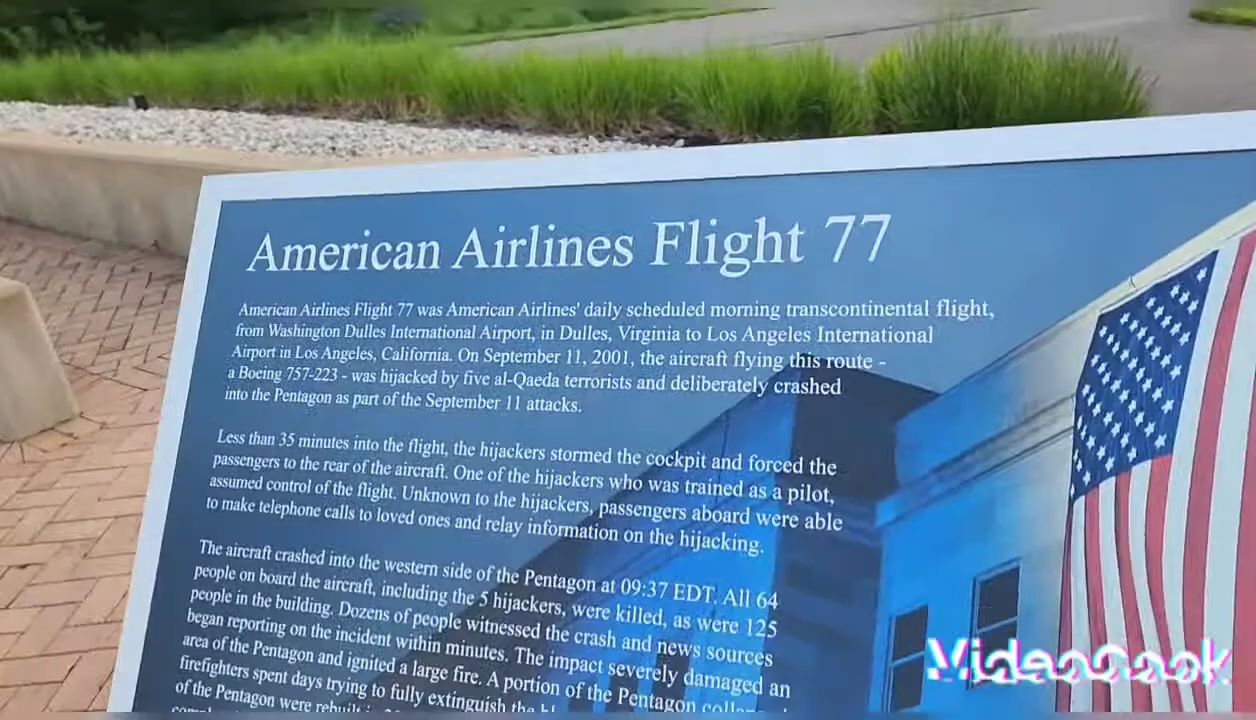 American Airlines Flight 77
American Airlines Flight 77 was American Airlines' daily scheduled morning transcontinental flight,
from Washington Dulles International Airport, in Dulles, Virginia to Los Angeles International
Airport in Los Angeles, California. On September 11, 2001, the aircraft flying this route -
a Boeing 757-223 - was hijacked by five al-Qaeda terrorists and deliberately crashed
into the Pentagon as part of the September 11 attacks.
Less than 35 minutes into the flight, the hijackers stormed the cockpit and forced the
passengers to the rear of the aircraft. One of the hijackers who was trained as a pilot,
assumed control of the flight. Unknown to the hijackers, passengers aboard were able
to make telephone calls to loved ones and relay information on the hijacking.
The aircraft crashed into the western side of the Pentagon at 09:37 EDT. All 64
people on board the aircraft, including the 5 hijackers, were killed, as were 125
people in the building. Dozens of people witnessed the crash and news sources
began reporting on the incident within minutes. The impact severely damaged an
area of the Pentagon and ignited a large fire. A portion of the Pentagon
firefighters spent days trying to fully extinguish the
of the Pentagon were rebuilt